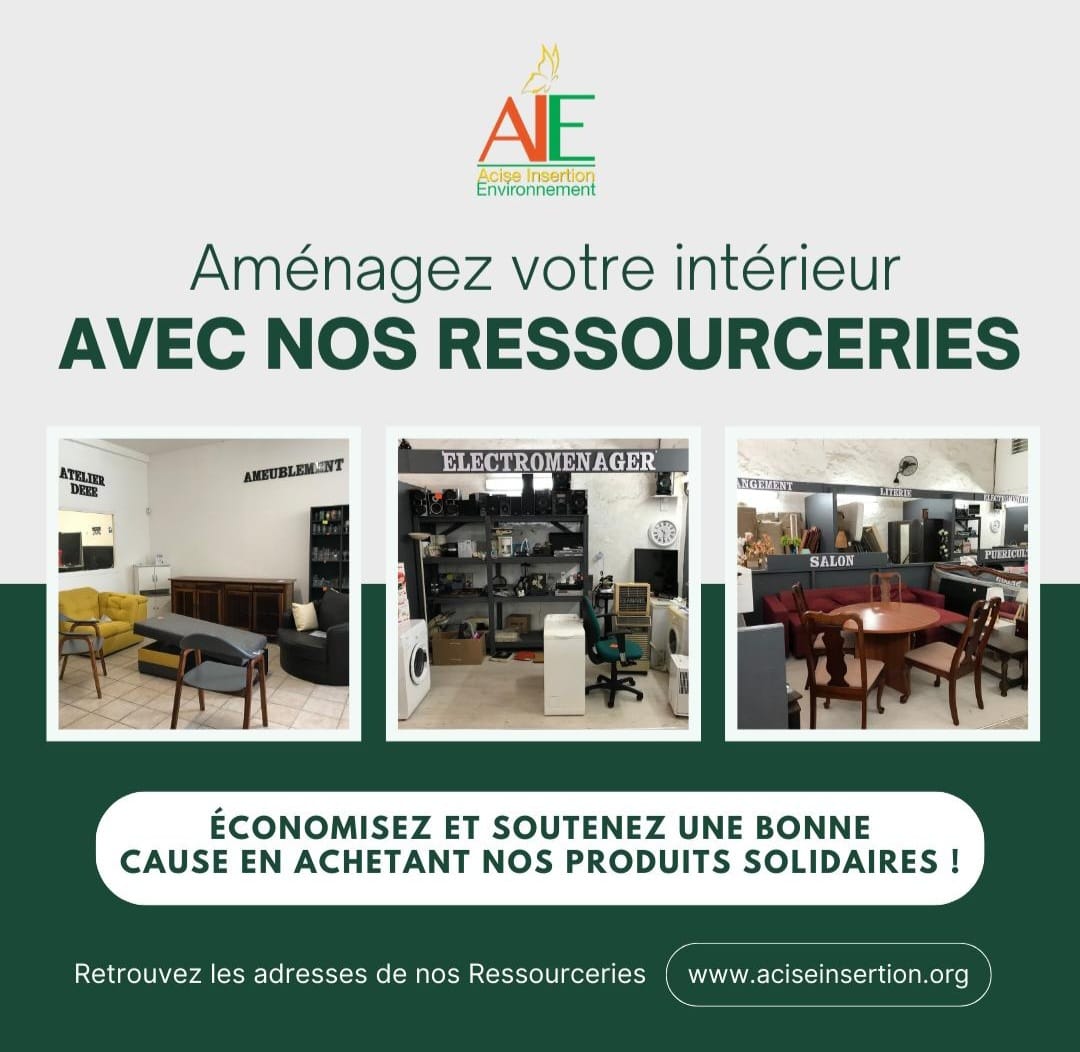 AIE
Acise Insertion
Environnement
Aménagez votre intérieur
AVEC NOS RESSOURCERIES
ATELIER
DEEE
AMEUBLEMENT
ELECTROMENAGER
LITERIE
SALON
ÉCONOMISEZ ET SOUTENEZ UNE BONNE
CAUSE EN ACHETANT NOS PRODUITS SOLIDAIRES !
Retrouvez les adresses de nos Ressourceries
www.aciseinsertion.org